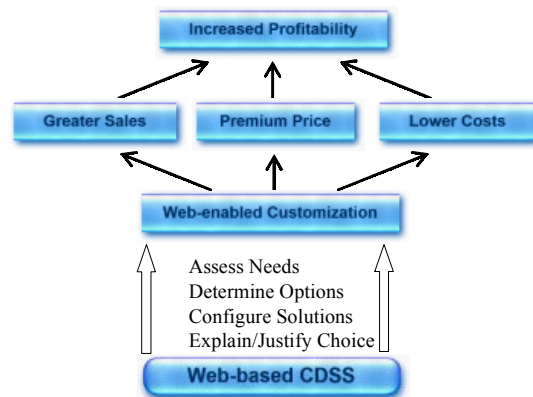 Increased Profitability
Greater Sales
Premium Price
Lower Costs
Web-enabled Customization
Assess Needs
Determine Options
Configure Solutions
Explain/Justify Choice
Web-based CDSS